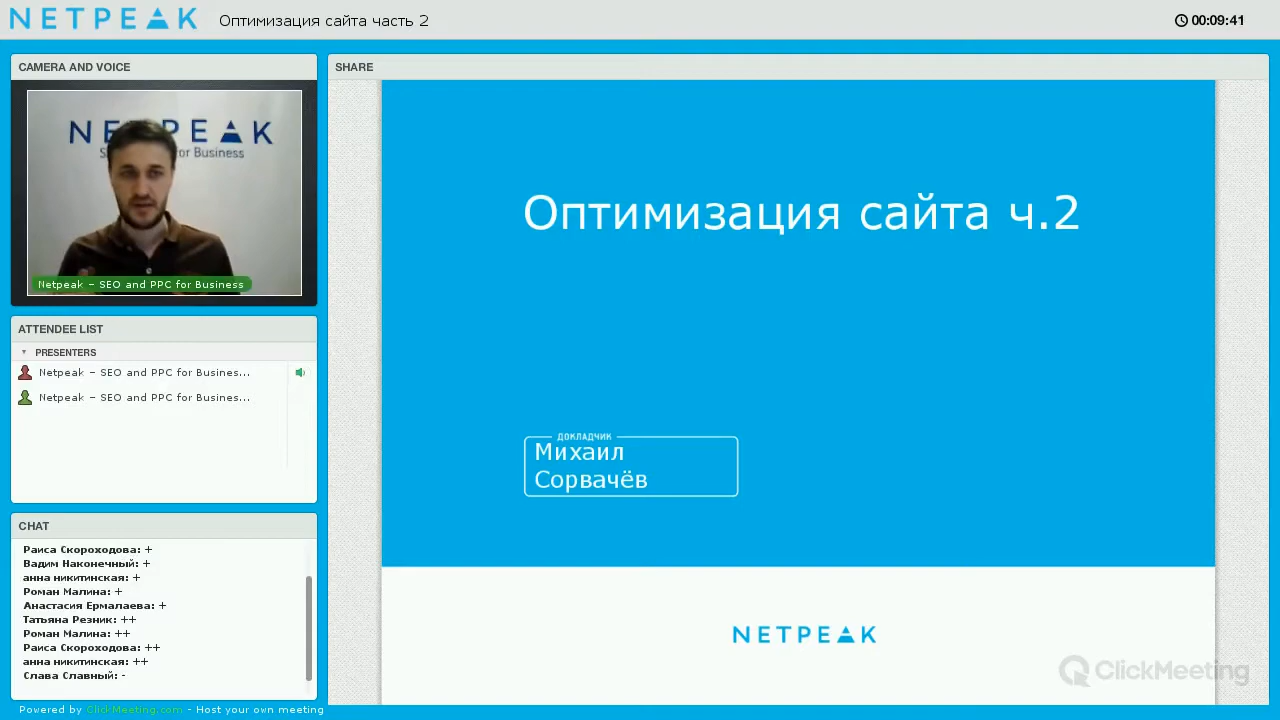 NETPEAK
Оптимизация сайта часть 2
00:09:41
CAMERA AND VOICE
NETPEAK
for Business
Netpeak – SEO and PPC for Business
ATTENDEE LIST
PRESENTERS
Netpeak – SEO and PPC for Busines...
Netpeak – SEO and PPC for Busines...
CHAT
Раиса Скороходова: +
Вадим Наконечный: +
анна никитинская: +
Роман Малина: +
Анастасия Ермалаева: +
Татьяна Резник: ++
Роман Малина: ++
Раиса Скороходова: ++
анна никитинская: ++
Слава Славный: -
Powered by ClickMeeting.com - Host your own meeting
SHARE
Оптимизация сайта ч.2
ДОКЛАДЧИК
Михаил
Сорвачёв
NETPEAK
ClickMeeting